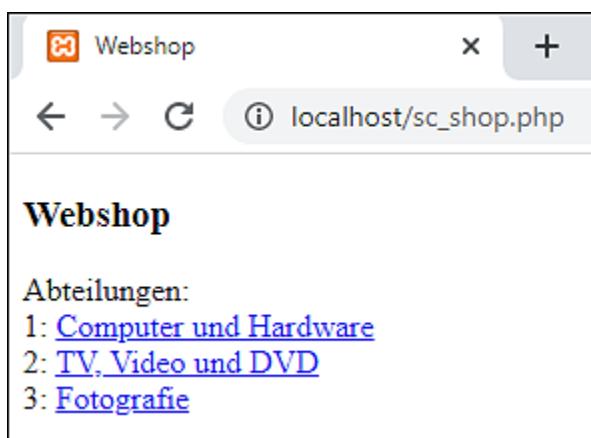 Webshop
localhost/sc_shop.php
Webshop
Abteilungen:
1: Computer und Hardware
2: TV, Video und DVD
3: Fotografie